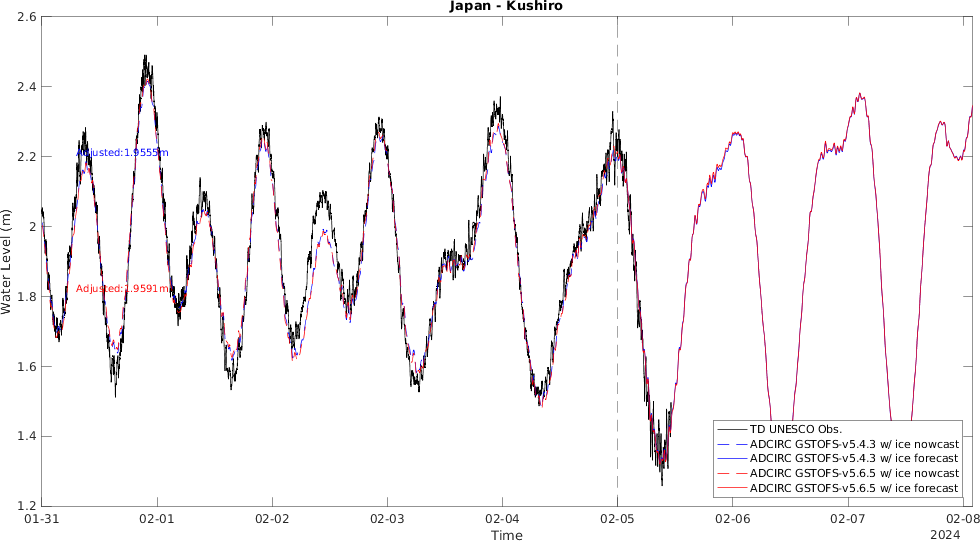 Japan - Kushiro
2.6
2.4
2.2
2
1.8
1.6
1.4
1.2
Water Level (m)
Adjusted:1.9555m
Adjusted:1.9591m
TD UNESCO Obs.
ADCIRC GSTOFS-v5.4.3 w/ ice nowcast
ADCIRC GSTOFS-v5.4.3 w/ ice forecast
ADCIRC GSTOFS-v5.6.5 w/ ice nowcast
ADCIRC GSTOFS-v5.6.5 w/ ice forecast
01-31 02-01 02-02 02-03 02-04 02-05 02-06 02-07 02-08
Time
2024